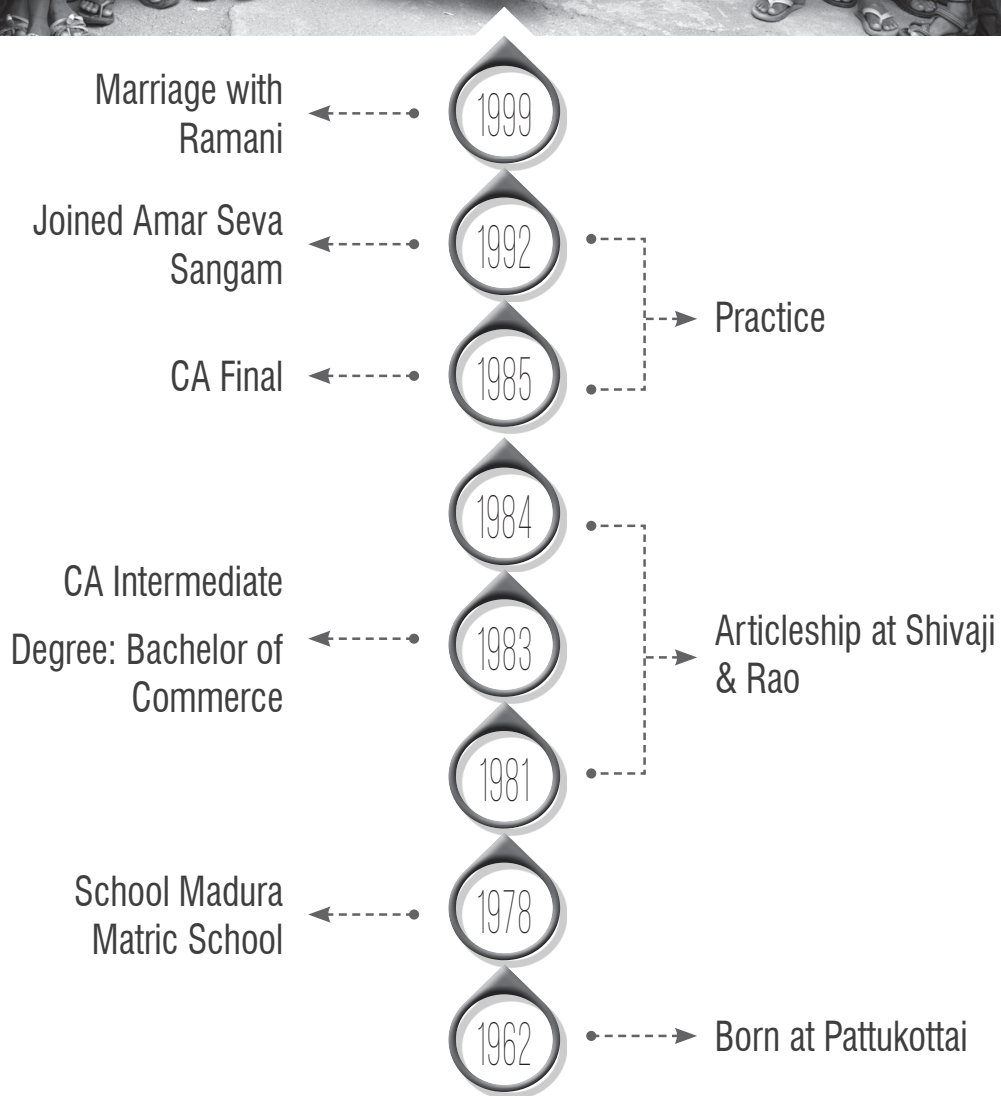 Marriage with
Ramani
1999
Joined Amar Seva
Sangam
1992
Practice
CA Final
1985
1984
CA Intermediate
Degree: Bachelor of
Commerce
1983
Articleship at Shivaji
& Rao
1981
School Madura
Matric School
1978
1962
Born at Pattukottai